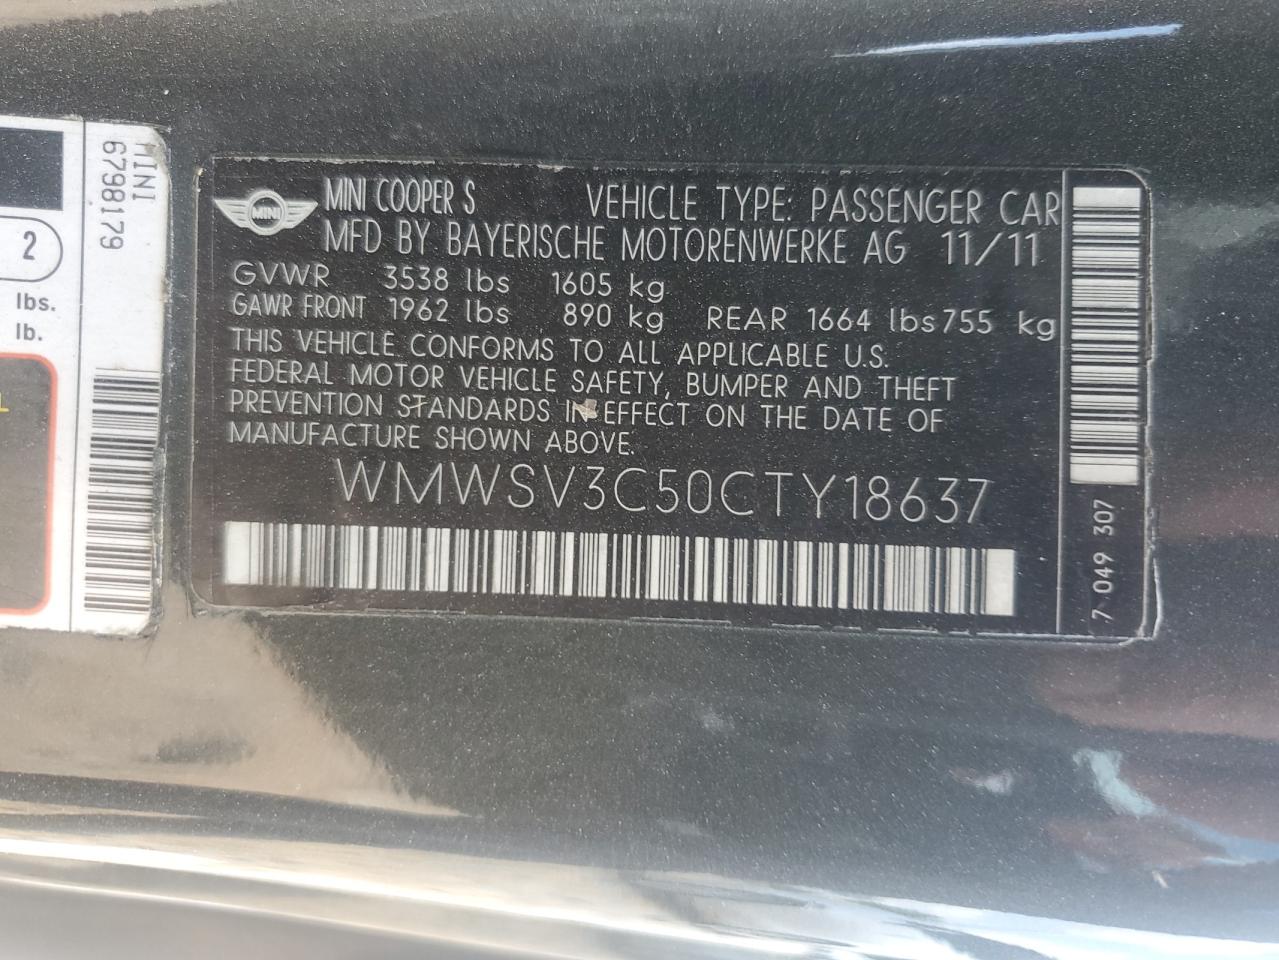 MINI
6798179
2
lbs.
lb.
MINI
MINI COOPER S VEHICLE TYPE: PASSENGER CAR
MFD BY BAYERISCHE MOTORENWERKE AG 11/11
GVWR 3538 lbs 1605 kg
GAWR FRONT 1962 lbs 890 kg REAR 1664 lbs 755 kg
THIS VEHICLE CONFORMS TO ALL APPLICABLE U.S.
FEDERAL MOTOR VEHICLE SAFETY, BUMPER AND THEFT
PREVENTION STANDARDS IN EFFECT ON THE DATE OF
MANUFACTURE SHOWN ABOVE.
WMWSV3C50CTY18637
7 049 307